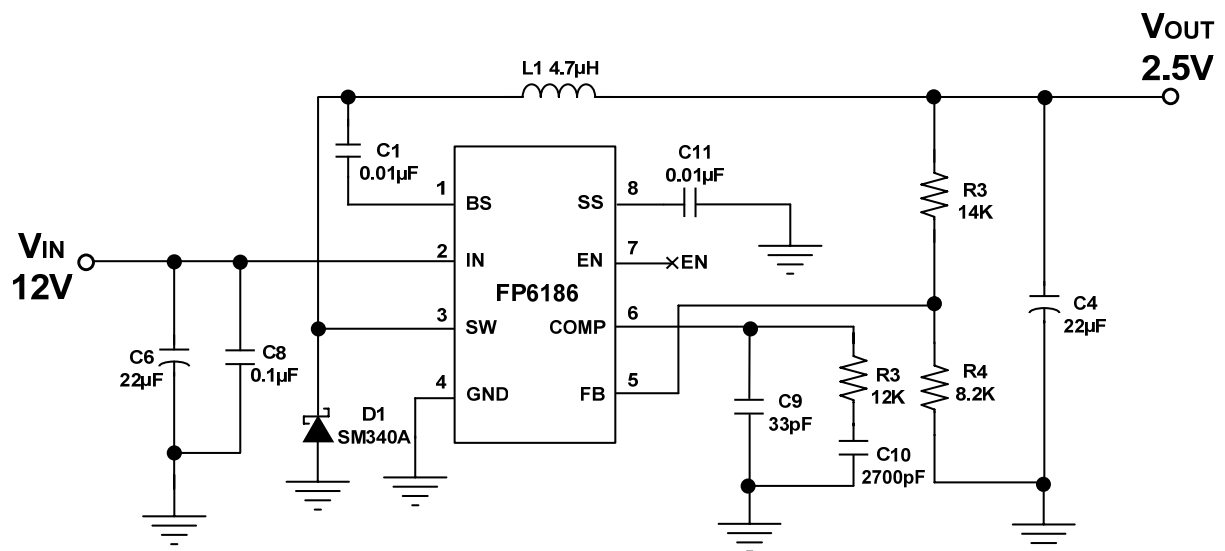 VOUT
2.5V
L1 4.7µH
C1
0.01µF
C11
0.01µF
R3
14K
1
BS
SS
8
VIN
12V
2
IN
EN
7
EN
FP6186
3
SW
COMP
6
C4
22µF
C6
22µF
C8
0.1µF
4
GND
FB
5
R3
12K
R4
8.2K
D1
SM340A
C9
33pF
C10
2700pF